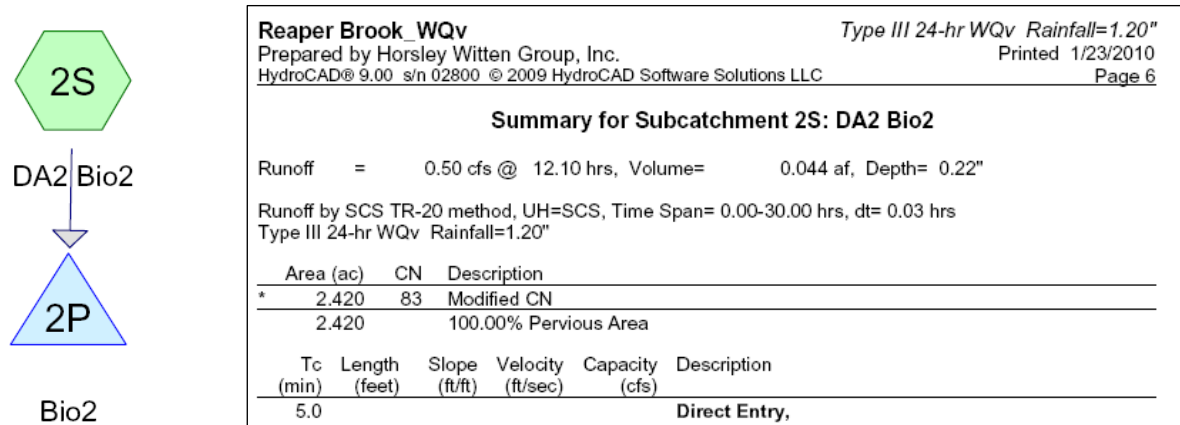 2S
DA2 Bio2
2P
Bio2
Reaper Brook_WQv Type III 24-hr WQv Rainfall=1.20"
Prepared by Horsley Witten Group, Inc. Printed 1/23/2010
HydroCAD® 9.00 s/n 02800 © 2009 HydroCAD Software Solutions LLC Page 6
Summary for Subcatchment 2S: DA2 Bio2
Runoff = 0.50 cfs @ 12.10 hrs, Volume= 0.044 af, Depth= 0.22"
Runoff by SCS TR-20 method, UH=SCS, Time Span= 0.00-30.00 hrs, dt= 0.03 hrs
Type III 24-hr WQv Rainfall=1.20"
Area (ac) CN Description
* 2.420 83 Modified CN
2.420 100.00% Pervious Area
Tc Length Slope Velocity Capacity Description
(min) (feet) (ft/ft) (ft/sec) (cfs)
5.0 Direct Entry,